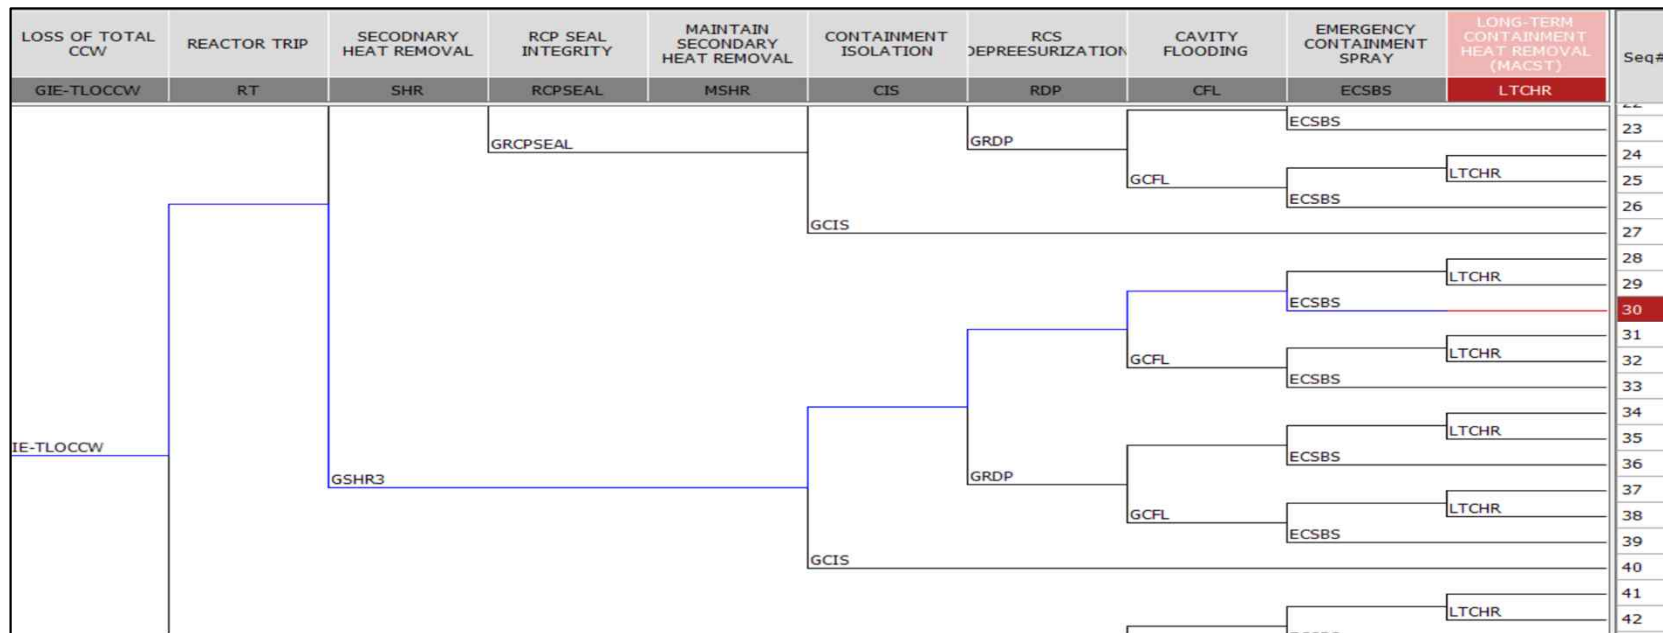 LOSS OF TOTAL CCW
REACTOR TRIP
SECODNARY HEAT REMOVAL
RCP SEAL INTEGRITY
MAINTAIN SECONDARY HEAT REMOVAL
CONTAINMENT ISOLATION
RCS DEPREESURIZATION
CAVITY FLOODING
EMERGENCY CONTAINMENT SPRAY
LONG-TERM CONTAINMENT HEAT REMOVAL (MACST)
Seq#
GIE-TLOCCW
RT
SHR
RCPSEAL
MSHR
CIS
RDP
CFL
ECSBS
LTCHR
ECSBS
23
GRCPSEAL
GRDP
24
GCFL
LTCHR
25
ECSBS
26
GCIS
27
28
LTCHR
29
ECSBS
30
31
GCFL
LTCHR
32
ECSBS
33
34
LTCHR
35
IE-TLOCCW
ECSBS
36
GSHR3
GRDP
37
LTCHR
GCFL
38
ECSBS
39
GCIS
40
41
LTCHR
42